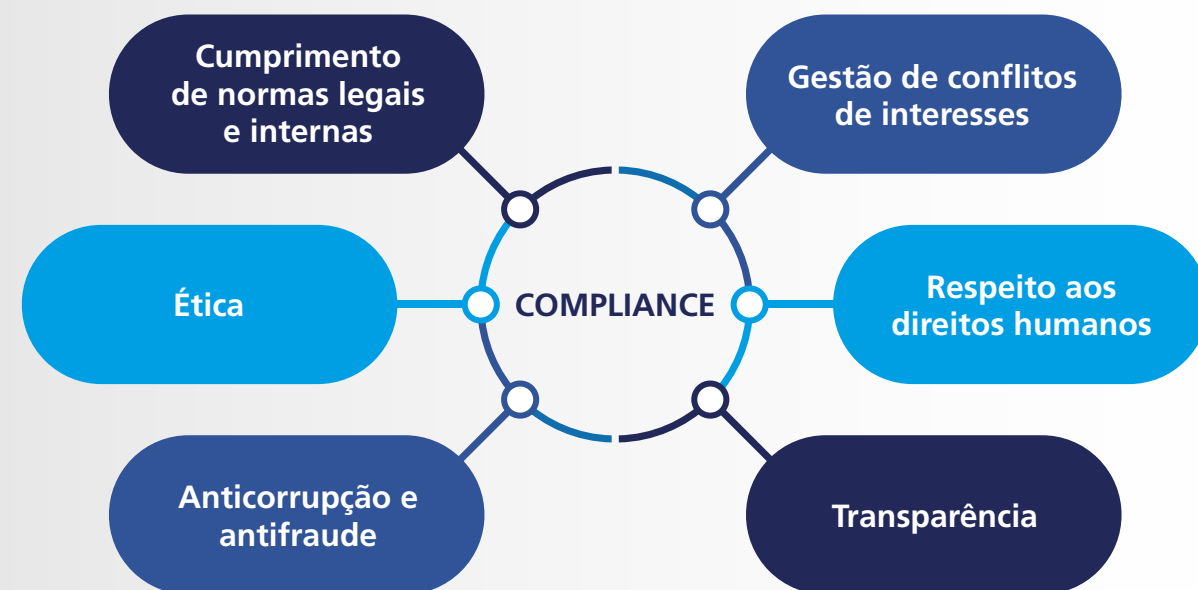 Cumprimento
de normas legais
e internas
Gestão de conflitos
de interesses
Ética
COMPLIANCE
Respeito aos
direitos humanos
Anticorrupção e
antifraude
Transparência